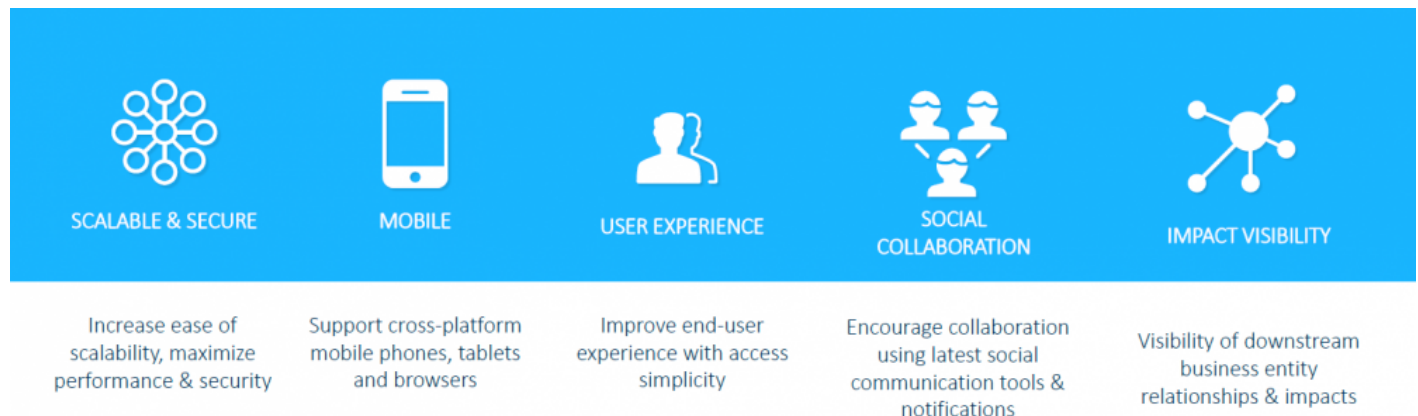 SCALABLE & SECURE
MOBILE
USER EXPERIENCE
SOCIAL
COLLABORATION
IMPACT VISIBILITY
Increase ease of
scalability, maximize
performance & security
Support cross-platform
mobile phones, tablets
and browsers
Improve end-user
experience with access
simplicity
Encourage collaboration
using latest social
communication tools &
notifications
Visibility of downstream
business entity
relationships & impacts